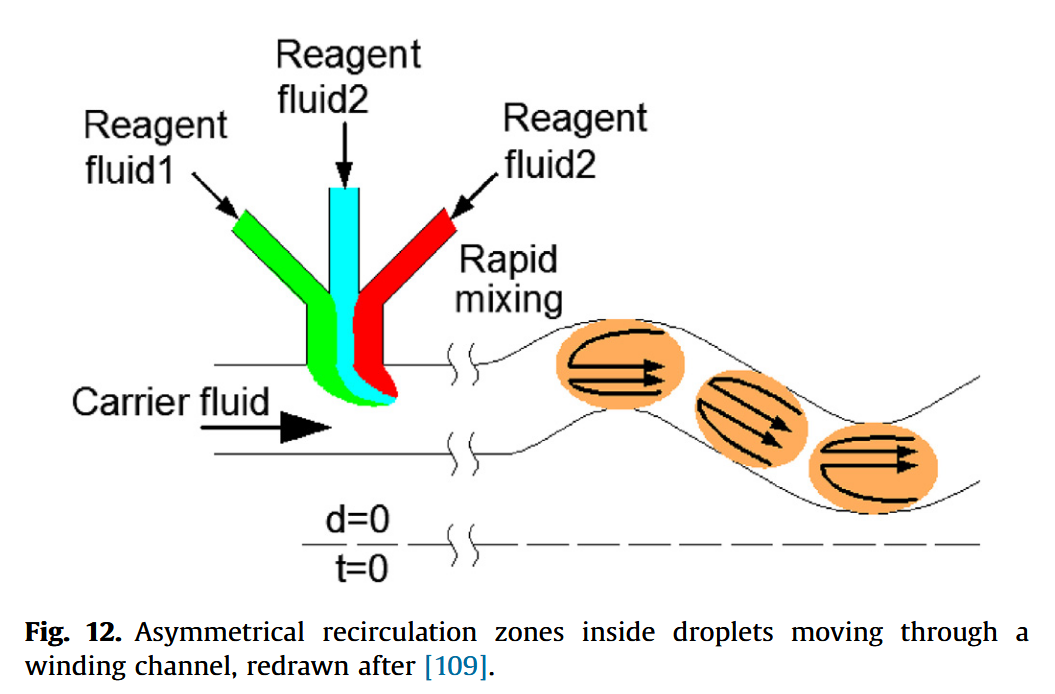 Reagent
fluid2
Reagent
fluid1
Reagent
fluid2
Rapid
mixing
Carrier fluid
d=0
t=0
Fig. 12. Asymmetrical recirculation zones inside droplets moving through a
winding channel, redrawn after [109].